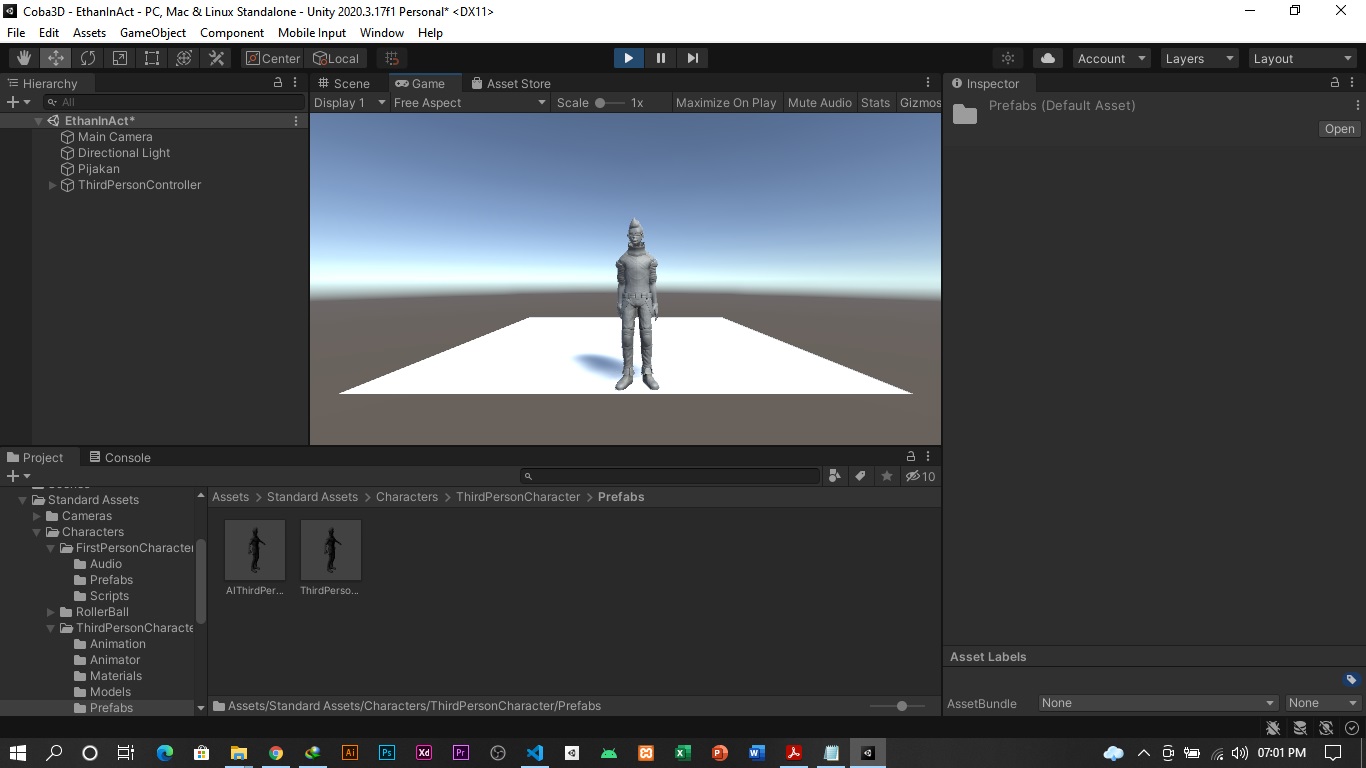 Coba3D - EthanInAct - PC, Mac & Linux Standalone - Unity 2020.3.17f1 Personal* <DX11>
File Edit Assets GameObject Component Mobile Input Window Help
Center Local Account Layers Layout
Hierarchy
All
EthanInAct*
Main Camera
Directional Light
Pijakan
ThirdPersonController
Scene Game Asset Store
Display 1 Free Aspect Scale 1x Maximize On Play Mute Audio Stats Gizmos
Inspector
Prefabs (Default Asset)
Open
Project Console
10
Standard Assets
Cameras
Characters
FirstPersonCharacter
Audio
Prefabs
Scripts
RollerBall
ThirdPersonCharacte
Animation
Animator
Materials
Models
Prefabs
Assets > Standard Assets > Characters > ThirdPersonCharacter > Prefabs
AIThirdPer... ThirdPerso...
Assets/Standard Assets/Characters/ThirdPersonCharacter/Prefabs
Asset Labels
AssetBundle None None
Ai Ps Xd Pr
07:01 PM